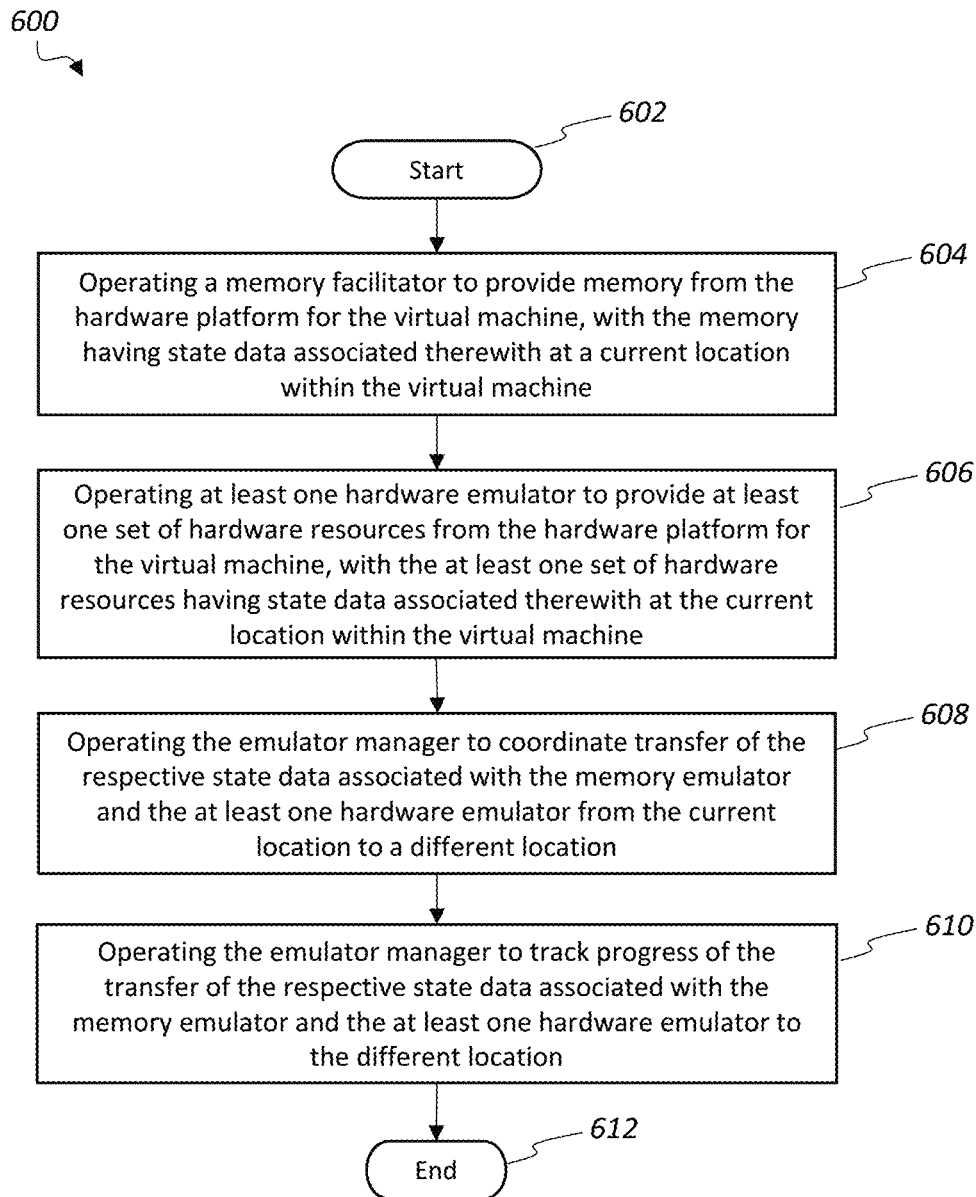 600
602
Start
604
Operating a memory facilitator to provide memory from the
hardware platform for the virtual machine, with the memory
having state data associated therewith at a current location
within the virtual machine
606
Operating at least one hardware emulator to provide at least
one set of hardware resources from the hardware platform for
the virtual machine, with the at least one set of hardware
resources having state data associated therewith at the current
location within the virtual machine
608
Operating the emulator manager to coordinate transfer of the
respective state data associated with the memory emulator
and the at least one hardware emulator from the current
location to a different location
610
Operating the emulator manager to track progress of the
transfer of the respective state data associated with the
memory emulator and the at least one hardware emulator to
the different location
612
End